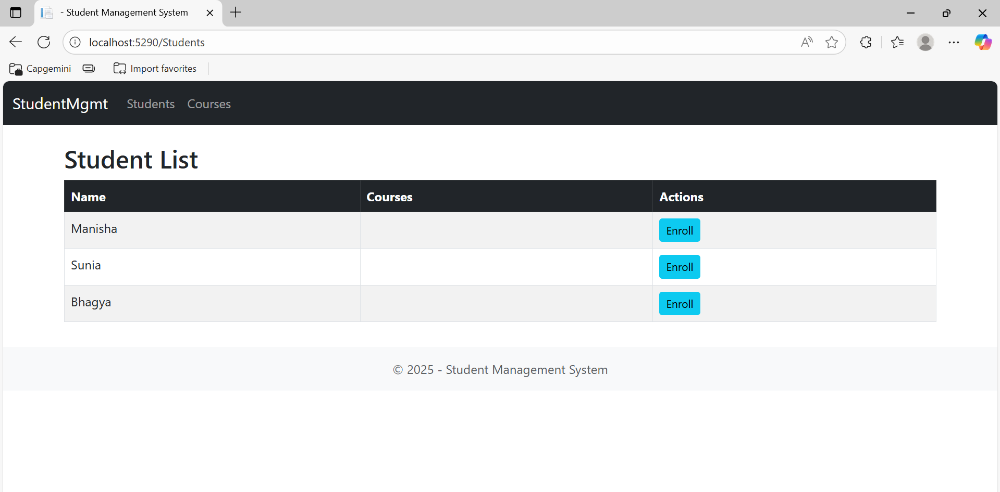 - Student Management System
localhost:5290/Students
Capgemini
Import favorites
StudentMgmt Students Courses
Student List
Name Courses Actions
Manisha Enroll
Sunia Enroll
Bhagya Enroll
© 2025 - Student Management System